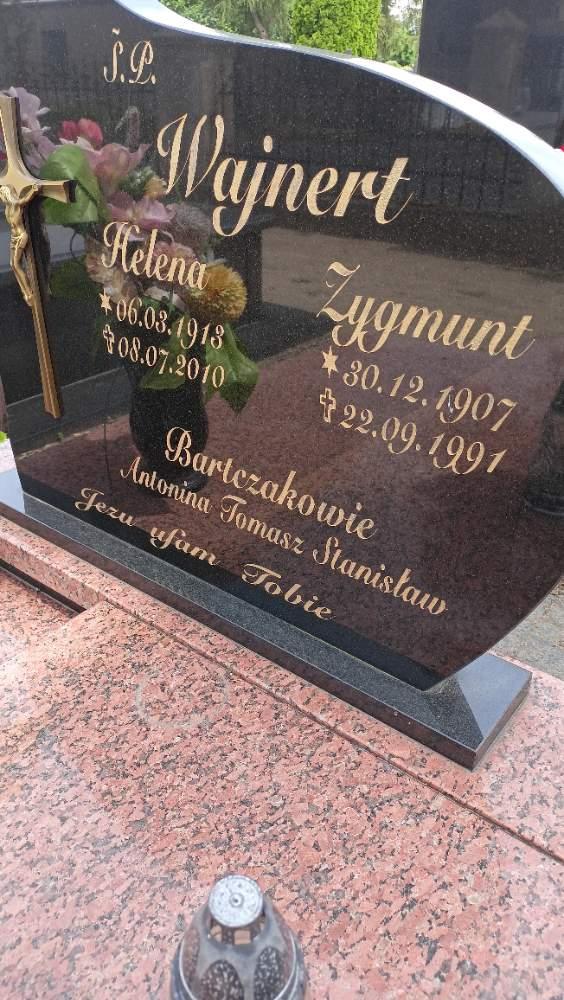 Ś.P.
Wajnert
Helena
*06.03.1913
✝08.07.2010
Zygmunt
*30.12.1907
✝22.09.1991
Bartczakowie
Antonina Tomasz Stanisław
Jezu ufam Tobie